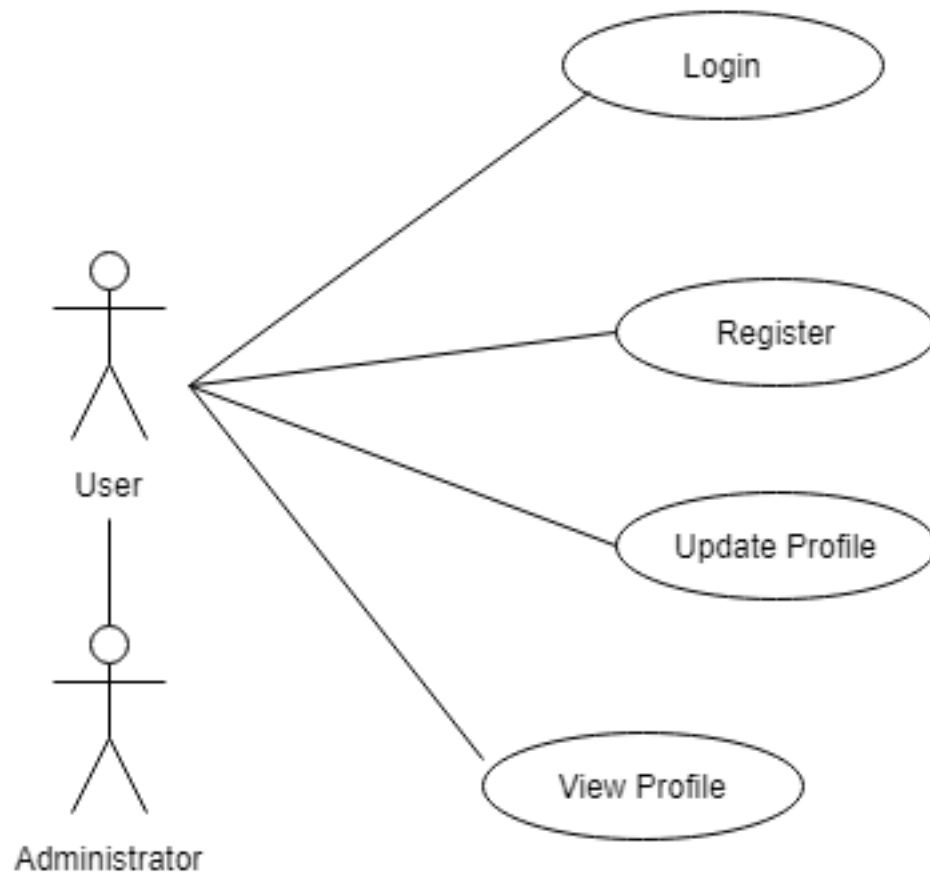 Login
Register
User
Update Profile
View Profile
Administrator